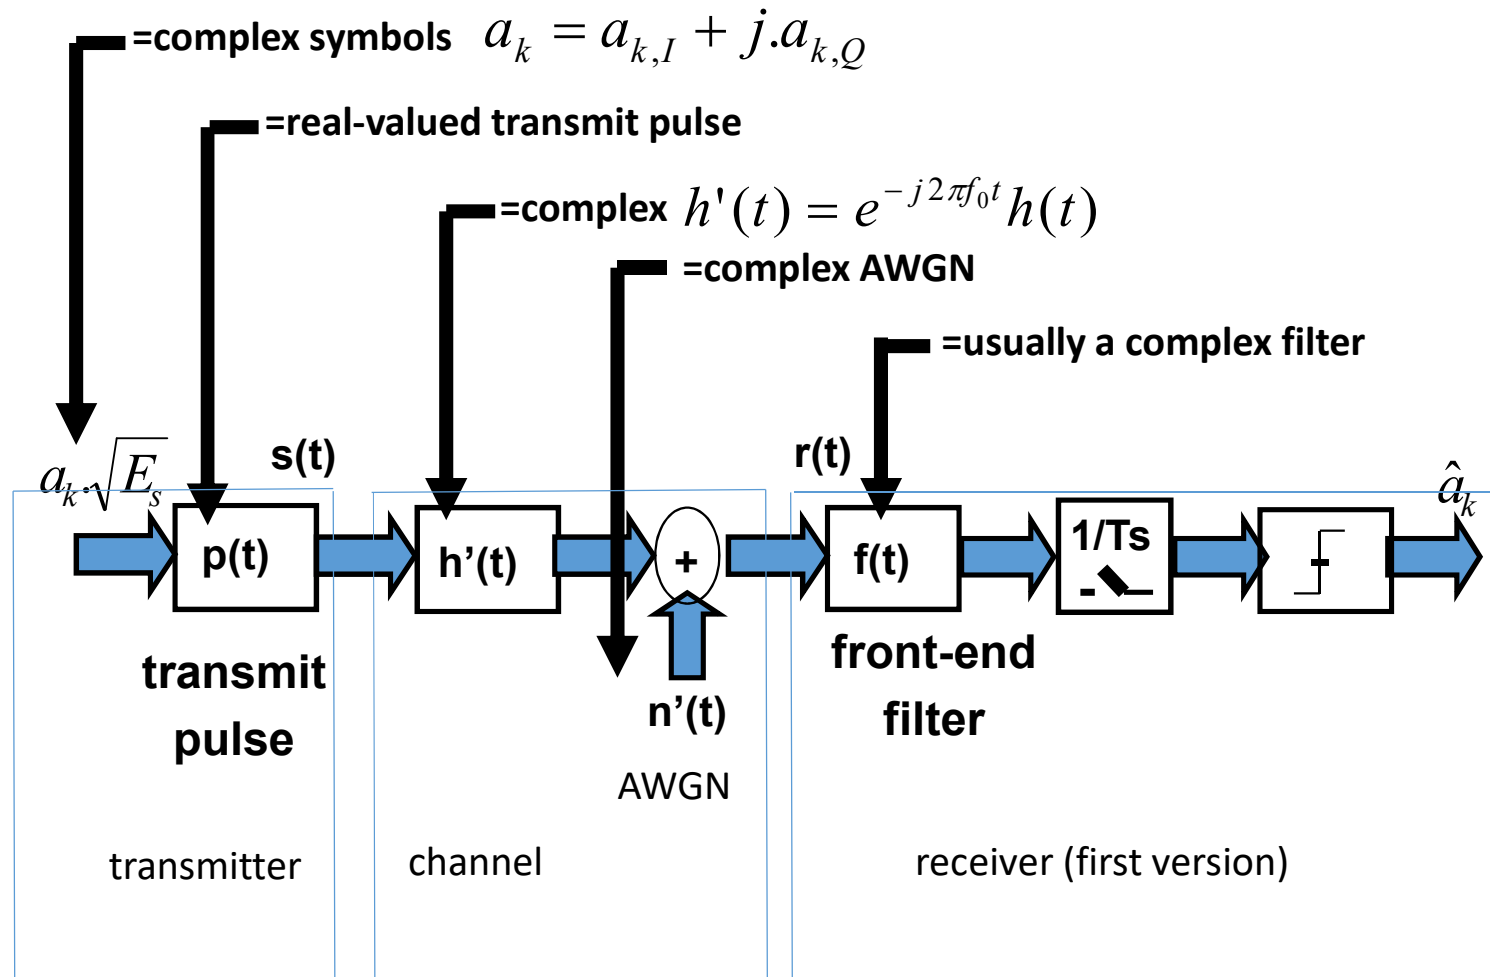 =complex symbols a_k = a_{k,I} + j.a_{k,Q}
=real-valued transmit pulse
=complex h'(t) = e^{-j2πf_0t} h(t)
=complex AWGN
=usually a complex filter
a_k.√E_s
s(t)
r(t)
â_k
p(t)
h’(t)
+
f(t)
1/Ts
transmit
pulse
n’(t)
AWGN
front-end
filter
transmitter
channel
receiver (first version)